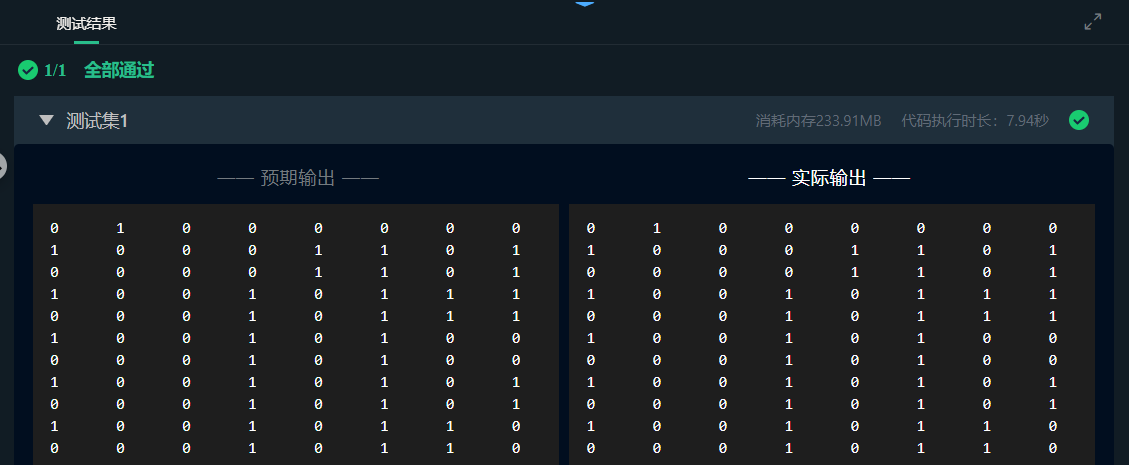 测试结果
1/1 全部通过
测试集1 消耗内存233.91MB 代码执行时长：7.94秒
—— 预期输出 —— —— 实际输出 ——
0 1 0 0 0 0 0 0 0 1 0 0 0 0 0 0
1 0 0 0 1 1 0 1 1 0 0 0 1 1 0 1
0 0 0 0 1 1 0 1 0 0 0 0 1 1 0 1
1 0 0 1 0 1 1 1 1 0 0 1 0 1 1 1
0 0 0 1 0 1 1 1 0 0 0 1 0 1 1 1
1 0 0 1 0 1 0 0 1 0 0 1 0 1 0 0
0 0 0 1 0 1 0 0 0 0 0 1 0 1 0 0
1 0 0 1 0 1 0 1 1 0 0 1 0 1 0 1
0 0 0 1 0 1 0 1 0 0 0 1 0 1 0 1
1 0 0 1 0 1 1 0 1 0 0 1 0 1 1 0
0 0 0 1 0 1 1 0 0 0 0 1 0 1 1 0